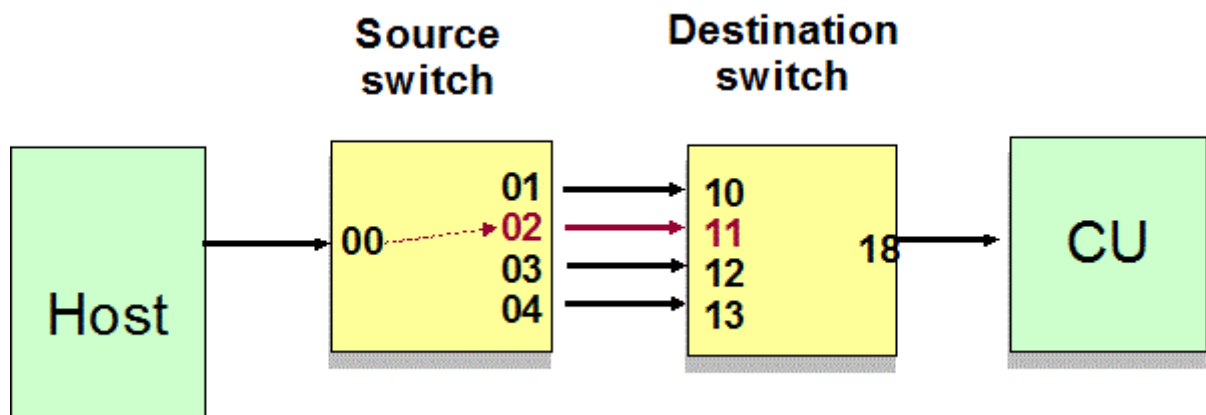 Source
switch
Destination
switch
Host
00
01
02
03
04
10
11
12
13
18
CU